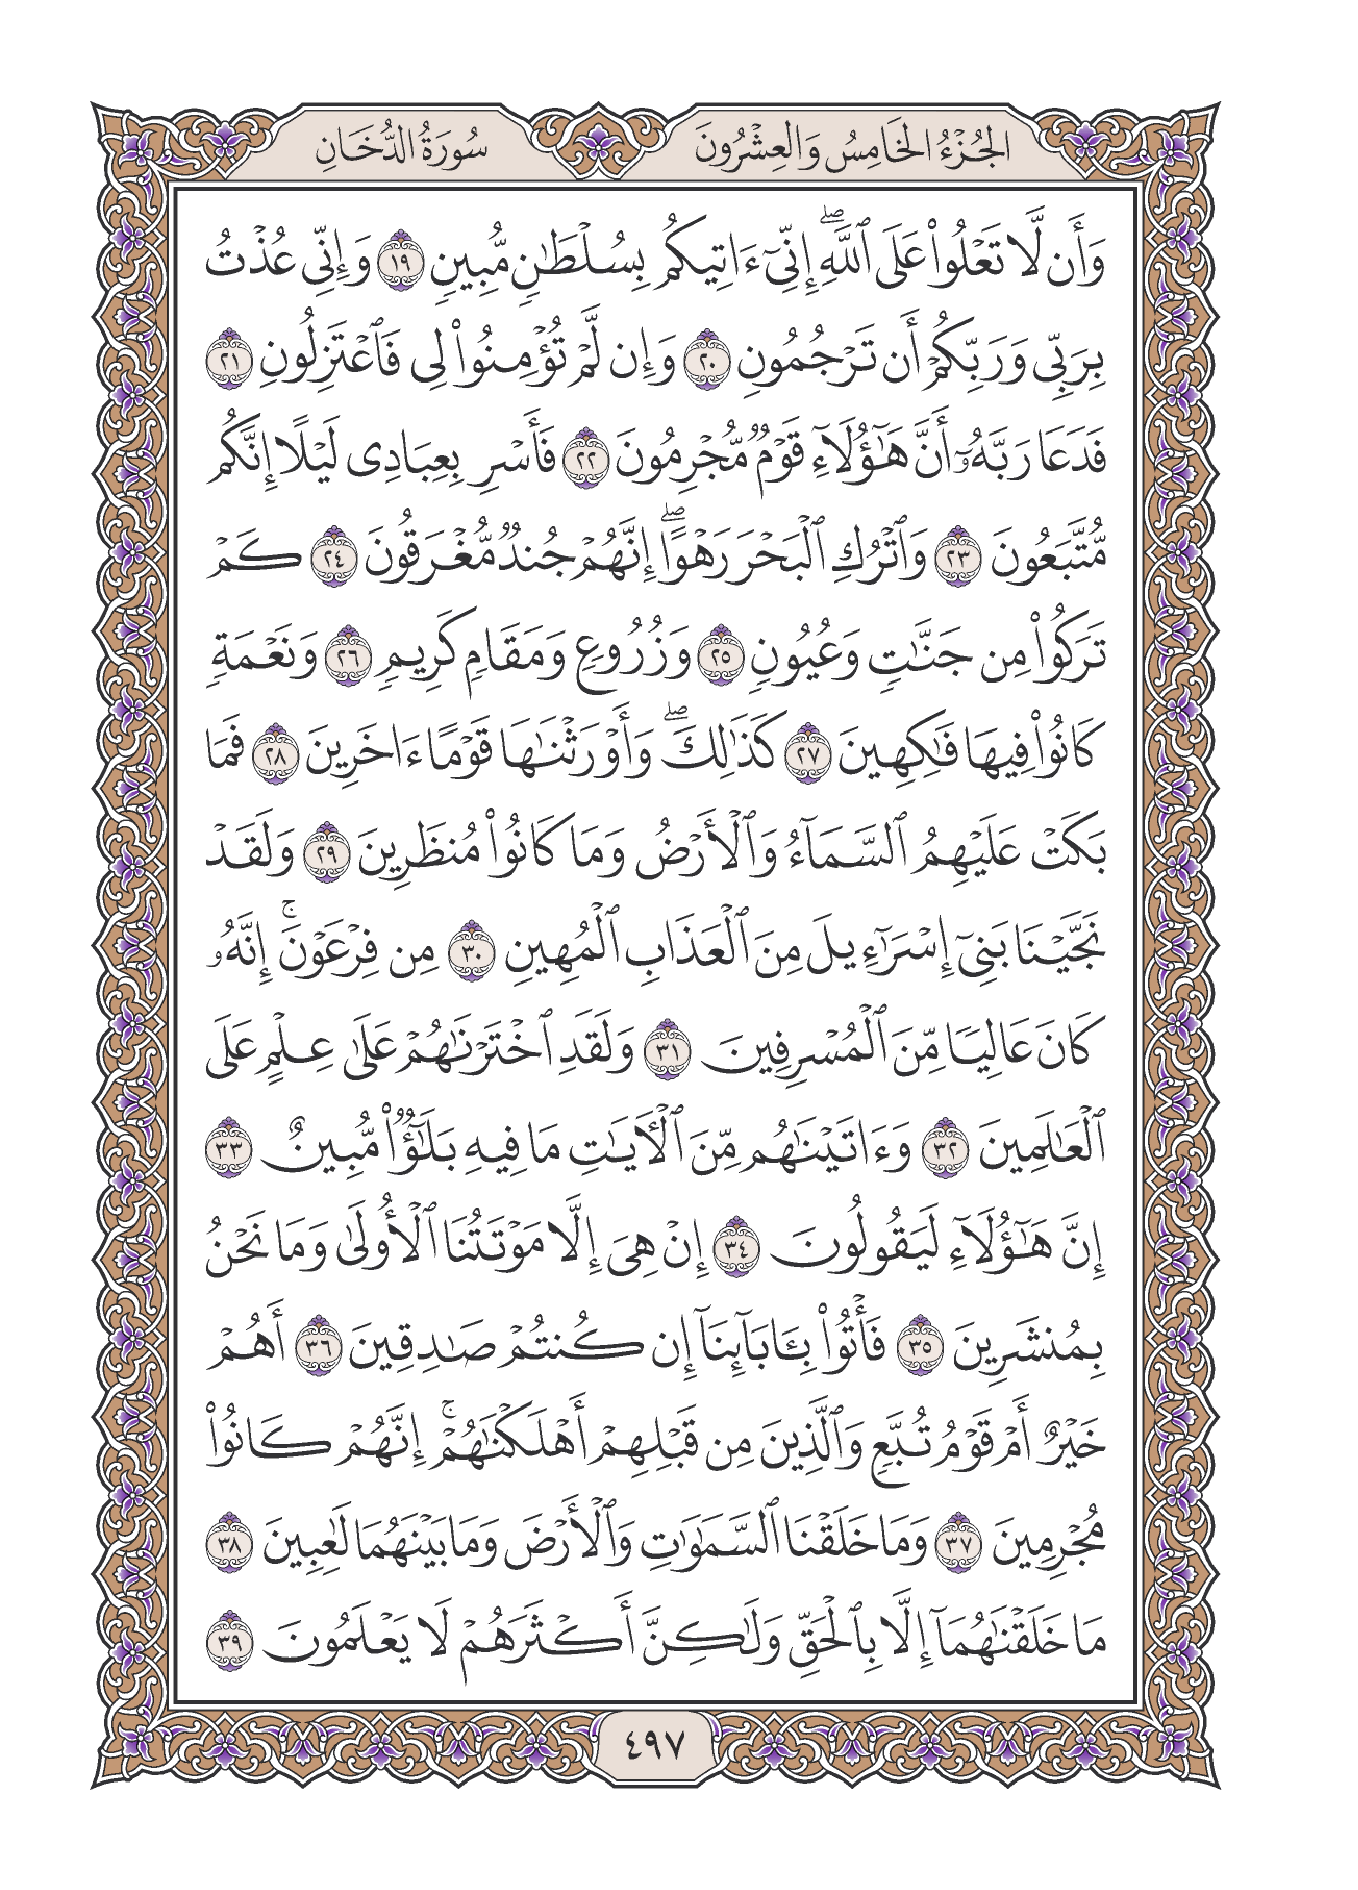 الجُزْءُ الخَامِسُ وَالعِشْرُونَ
سُورَةُ الدُّخَانِ
وَأَن لَّا تَعۡلُواْ عَلَى ٱللَّهِۖ إِنِّيٓ ءَاتِيكُم بِسُلۡطَٰنٖ مُّبِينٖ ١٩ وَإِنِّي عُذۡتُ
بِرَبِّي وَرَبِّكُمۡ أَن تَرۡجُمُونِ ٢٠ وَإِن لَّمۡ تُؤۡمِنُواْ لِي فَٱعۡتَزِلُونِ ٢١
فَدَعَا رَبَّهُۥٓ أَنَّ هَٰٓؤُلَآءِ قَوۡمٞ مُّجۡرِمُونَ ٢٢ فَأَسۡرِ بِعِبَادِي لَيۡلًا إِنَّكُم
مُّتَّبَعُونَ ٢٣ وَٱتۡرُكِ ٱلۡبَحۡرَ رَهۡوًاۖ إِنَّهُمۡ جُندٞ مُّغۡرَقُونَ ٢٤ كَمۡ
تَرَكُواْ مِن جَنَّٰتٖ وَعُيُونٖ ٢٥ وَزُرُوعٖ وَمَقَامٖ كَرِيمٖ ٢٦ وَنَعۡمَةٖ
كَانُواْ فِيهَا فَٰكِهِينَ ٢٧ كَذَٰلِكَۖ وَأَوۡرَثۡنَٰهَا قَوۡمًا ءَاخَرِينَ ٢٨ فَمَا
بَكَتۡ عَلَيۡهِمُ ٱلسَّمَآءُ وَٱلۡأَرۡضُ وَمَا كَانُواْ مُنظَرِينَ ٢٩ وَلَقَدۡ
نَجَّيۡنَا بَنِيٓ إِسۡرَٰٓءِيلَ مِنَ ٱلۡعَذَابِ ٱلۡمُهِينِ ٣٠ مِن فِرۡعَوۡنَۚ إِنَّهُۥ
كَانَ عَالِيٗا مِّنَ ٱلۡمُسۡرِفِينَ ٣١ وَلَقَدِ ٱخۡتَرۡنَٰهُمۡ عَلَىٰ عِلۡمٍ عَلَى
ٱلۡعَٰلَمِينَ ٣٢ وَءَاتَيۡنَٰهُم مِّنَ ٱلۡأٓيَٰتِ مَا فِيهِ بَلَٰٓؤٞاْ مُّبِينٌ ٣٣
إِنَّ هَٰٓؤُلَآءِ لَيَقُولُونَ ٣٤ إِنۡ هِيَ إِلَّا مَوۡتَتُنَا ٱلۡأُولَىٰ وَمَا نَحۡنُ
بِمُنشَرِينَ ٣٥ فَأۡتُواْ بِـَٔابَآئِنَآ إِن كُنتُمۡ صَٰدِقِينَ ٣٦ أَهُمۡ
خَيۡرٌ أَمۡ قَوۡمُ تُبَّعٖ وَٱلَّذِينَ مِن قَبۡلِهِمۡ أَهۡلَكۡنَٰهُمۡۚ إِنَّهُمۡ كَانُواْ
مُجۡرِمِينَ ٣٧ وَمَا خَلَقۡنَا ٱلسَّمَٰوَٰتِ وَٱلۡأَرۡضَ وَمَا بَيۡنَهُمَا لَٰعِبِينَ ٣٨
مَا خَلَقۡنَٰهُمَآ إِلَّا بِٱلۡحَقِّ وَلَٰكِنَّ أَكۡثَرَهُمۡ لَا يَعۡلَمُونَ ٣٩
٤٩٧